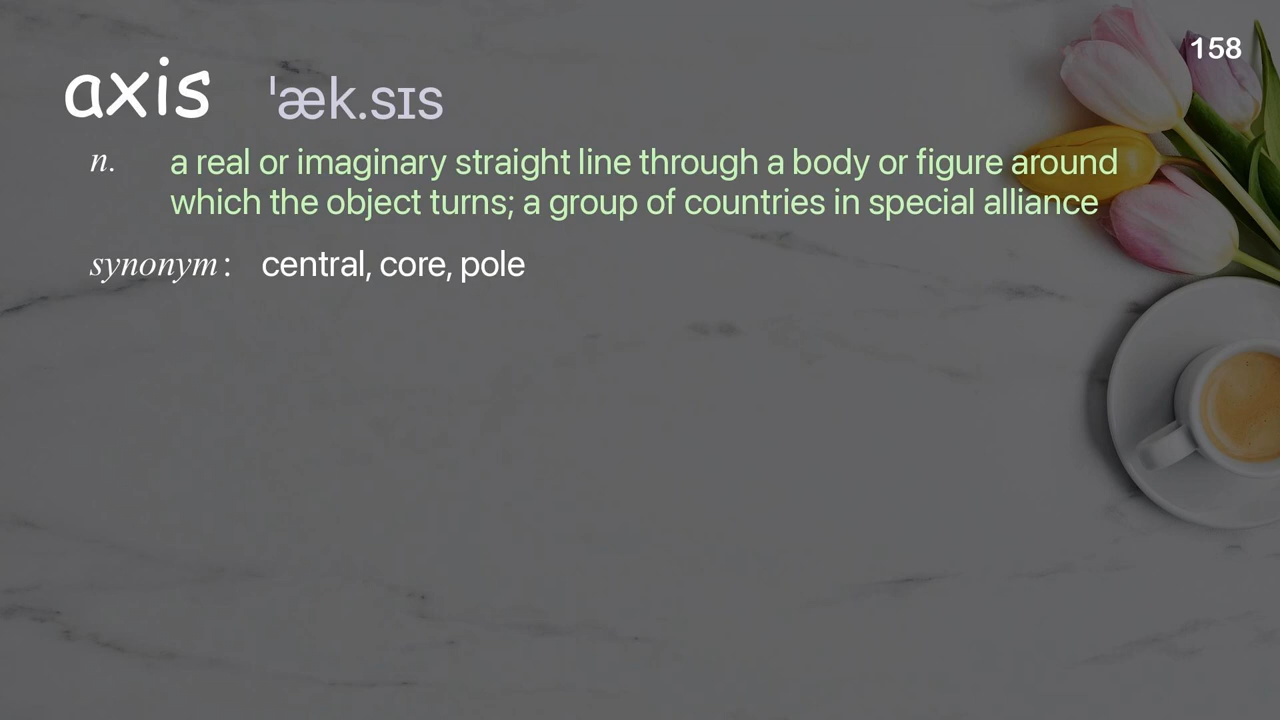 158
axis ˈæk.sɪs
n. a real or imaginary straight line through a body or figure around
which the object turns; a group of countries in special alliance
synonym: central, core, pole